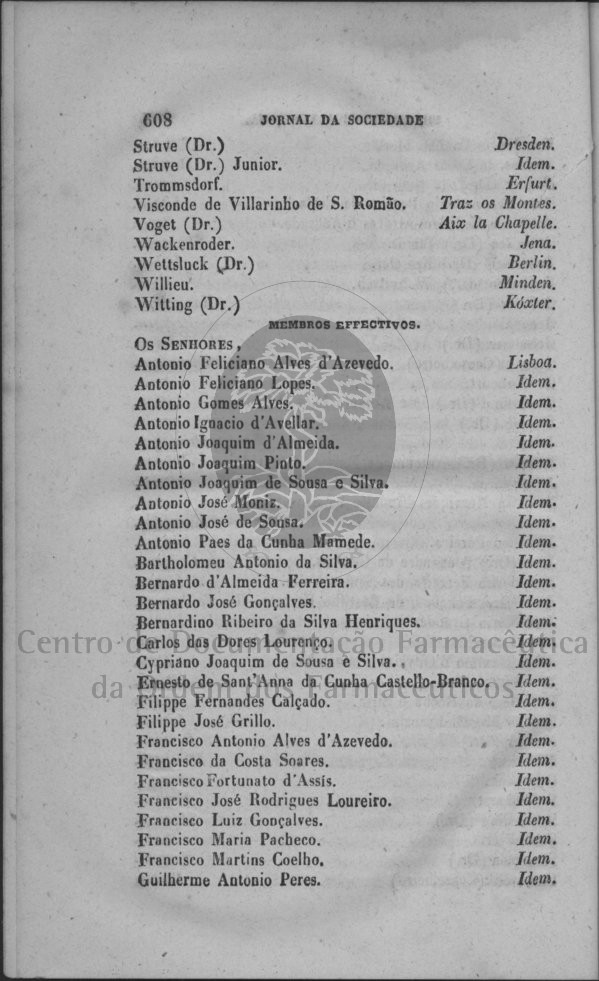 608 JORNAL DA SOCIEDADE
Struve (Dr.) Dresden.
Struve (Dr.) Junior. Idem.
Trommsdorf. Erfurt.
Visconde de Villarinho de S. Romão. Traz os Montes.
Voget (Dr.) Aix la Chapelle.
Wackenroder. Jena.
Wettsluck (Dr.) Berlin.
Willieu. Minden.
Witting (Dr.) Kóxter.
MEMBROS EFFECTIVOS.
Os SENHORES,
Antonio Feliciano Alves d'Azevedo. Lisboa.
Antonio Feliciano Lopes. Idem.
Antonio Gomes Alves. Idem.
Antonio Ignacio d'Avellar. Idem.
Antonio Joaquim d'Almeida. Idem.
Antonio Joaquim Pinto. Idem.
Antonio Joaquim de Sousa e Silva. Idem.
Antonio José Moniz. Idem.
Antonio José de Sousa. Idem.
Antonio Paes da Cunha Mamede. Idem.
Bartholomeu Antonio da Silva. Idem.
Bernardo d'Almeida Ferreira. Idem.
Bernardo José Gonçalves. Idem.
Bernardino Ribeiro da Silva Henriques. Idem.
Centro de Documentação Farmacêutica
Carlos das Dores Lourenço. Idem.
Cypriano Joaquim de Sousa e Silva. Idem.
Ernesto de Sant'Anna da Cunha Castello-Branco. Idem.
da Ordem dos Farmacêuticos
Filippe Fernandes Calçado. Idem.
Filippe José Grillo. Idem.
Francisco Antonio Alves d'Azevedo. Idem.
Francisco da Costa Soares. Idem.
Francisco Fortunato d'Assis. Idem.
Francisco José Rodrigues Loureiro. Idem.
Francisco Luiz Gonçalves. Idem.
Francisco Maria Pacheco. Idem.
Francisco Martins Coelho. Idem.
Guilherme Antonio Peres. Idem.